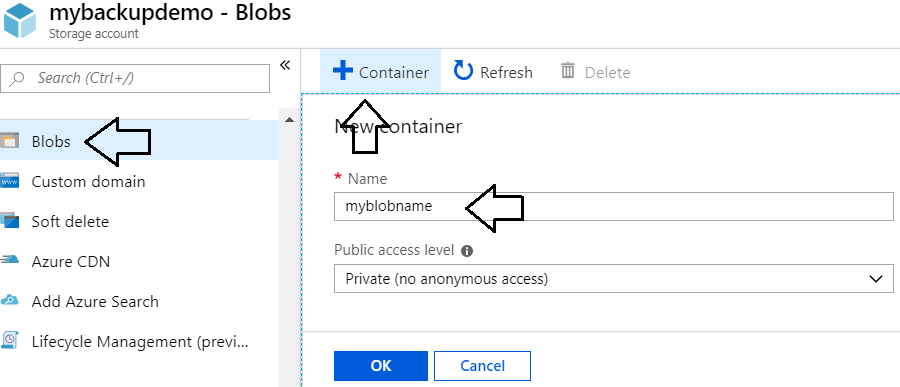 mybackupdemo - Blobs
Storage account
Search (Ctrl+/)
«
Blobs
Custom domain
Soft delete
Azure CDN
Add Azure Search
Lifecycle Management (previ...
+ Container
Refresh
Delete
New container
* Name
myblobname
Public access level
Private (no anonymous access)
OK
Cancel